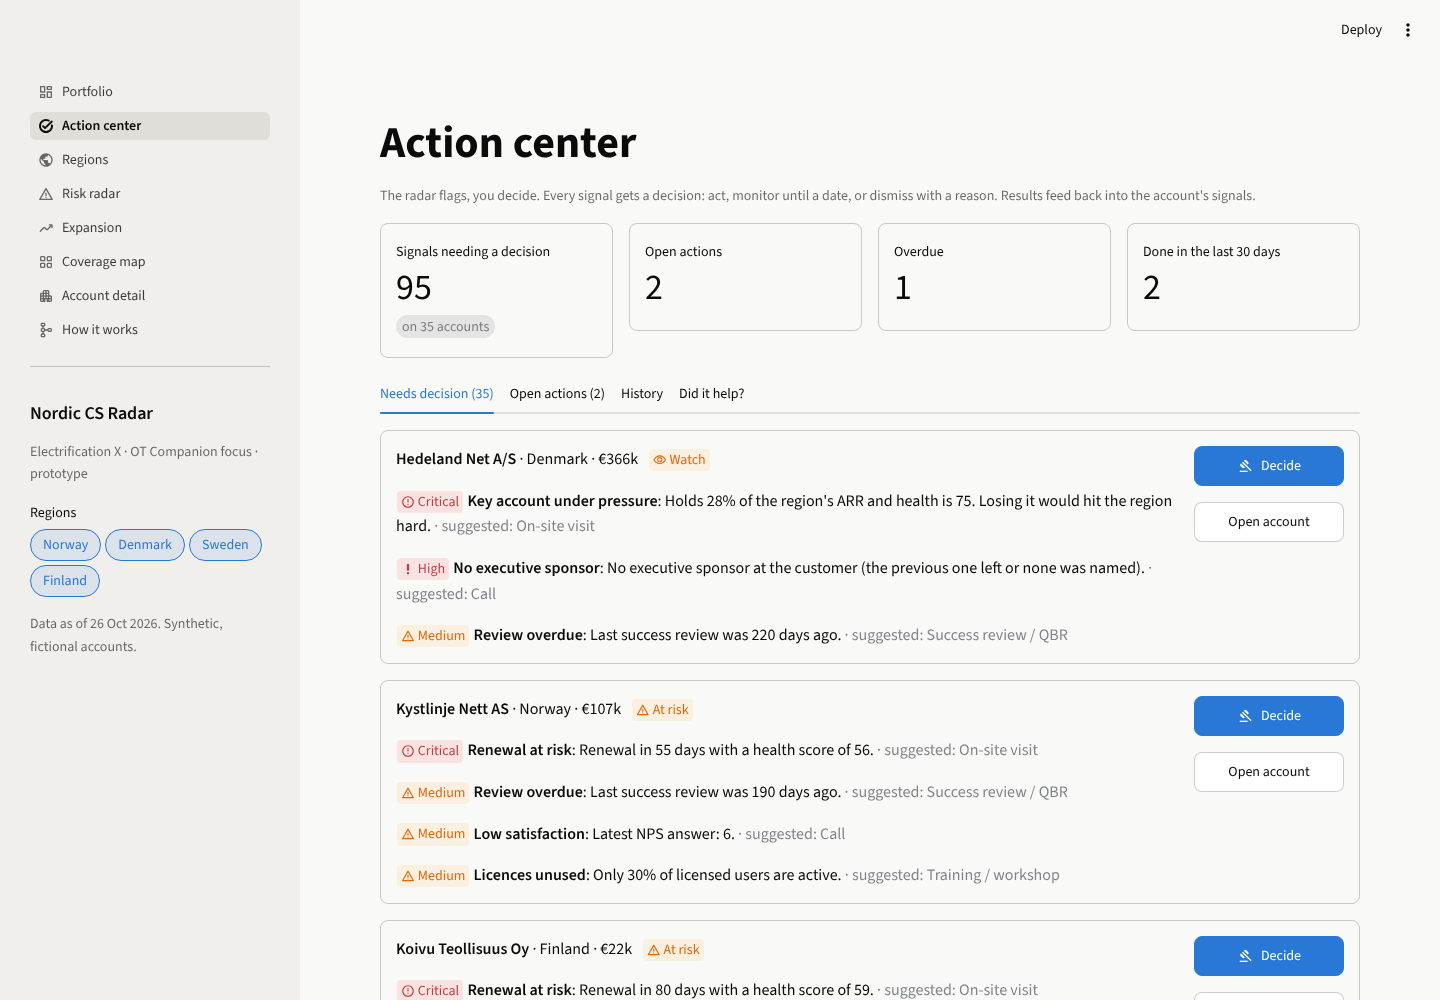 Deploy
Portfolio
Action center
Regions
Risk radar
Expansion
Coverage map
Account detail
How it works
Nordic CS Radar
Electrification X · OT Companion focus ·
prototype
Regions
Norway
Denmark
Sweden
Finland
Data as of 26 Oct 2026. Synthetic,
fictional accounts.
Action center
The radar flags, you decide. Every signal gets a decision: act, monitor until a date, or dismiss with a reason. Results feed back into the account's signals.
Signals needing a decision
95
on 35 accounts
Open actions
2
Overdue
1
Done in the last 30 days
2
Needs decision (35)
Open actions (2)
History
Did it help?
Hedeland Net A/S · Denmark · €366k Watch
Critical Key account under pressure: Holds 28% of the region's ARR and health is 75. Losing it would hit the region
hard. · suggested: On-site visit
High No executive sponsor: No executive sponsor at the customer (the previous one left or none was named). ·
suggested: Call
Medium Review overdue: Last success review was 220 days ago. · suggested: Success review / QBR
Decide
Open account
Kystlinje Nett AS · Norway · €107k At risk
Critical Renewal at risk: Renewal in 55 days with a health score of 56. · suggested: On-site visit
Medium Review overdue: Last success review was 190 days ago. · suggested: Success review / QBR
Medium Low satisfaction: Latest NPS answer: 6. · suggested: Call
Medium Licences unused: Only 30% of licensed users are active. · suggested: Training / workshop
Decide
Open account
Koivu Teollisuus Oy · Finland · €22k At risk
Critical Renewal at risk: Renewal in 80 days with a health score of 59. · suggested: On-site visit
Decide